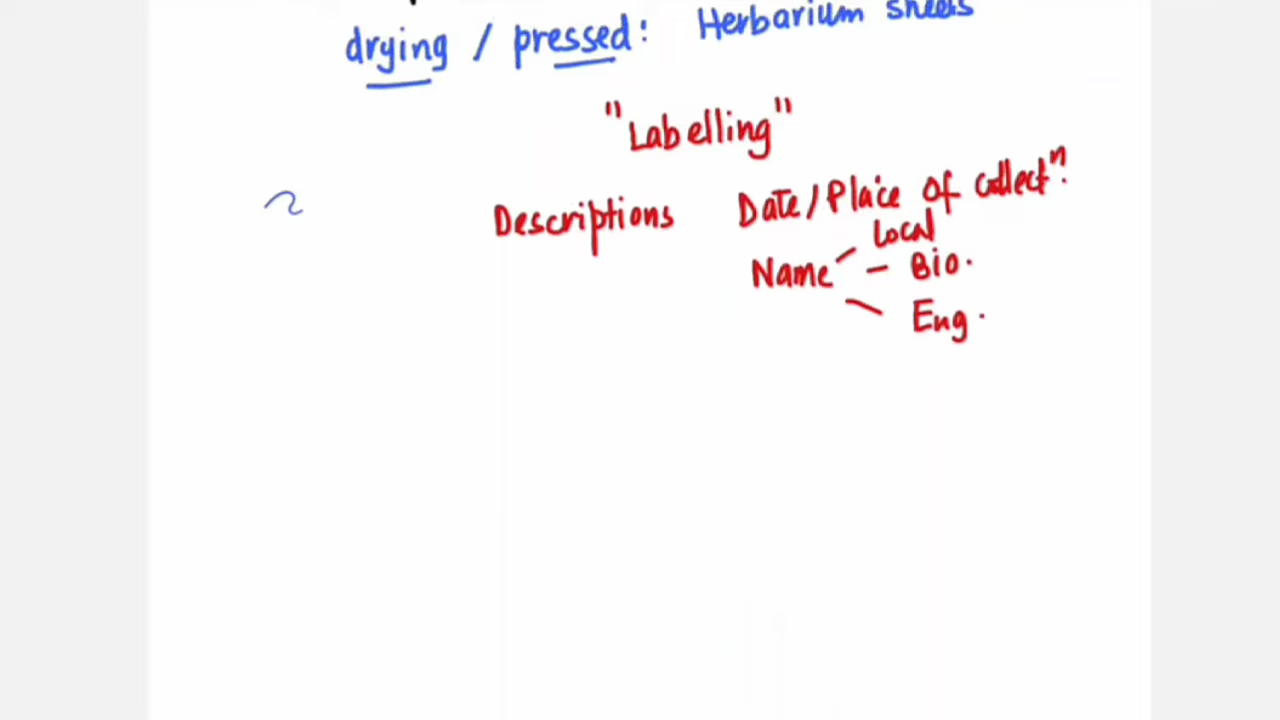 drying / pressed: Herbarium sheets
"Labelling"
Descriptions Date/Place of collectⁿ.
Local
Name - Bio.
Eng.